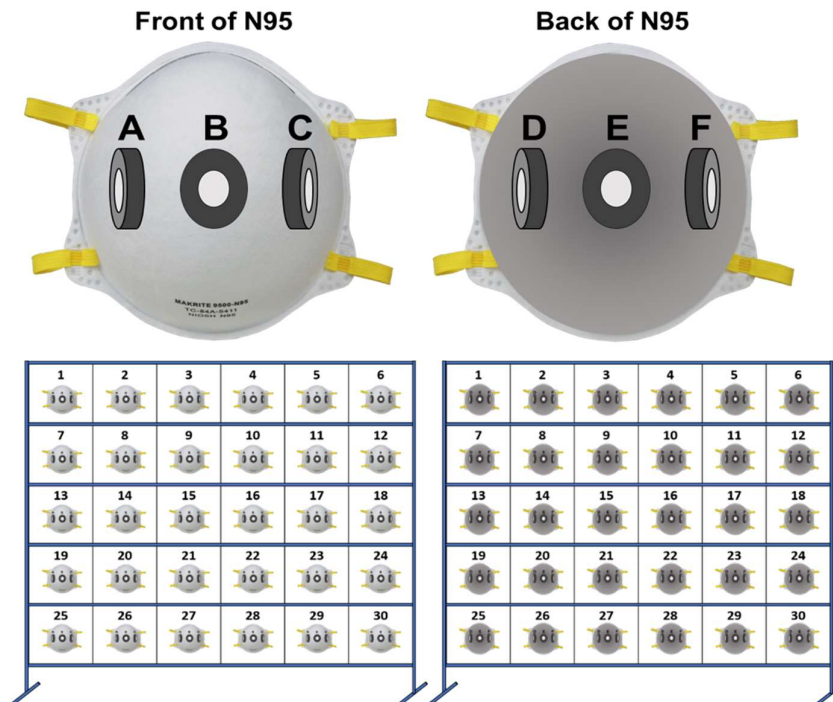 Front of N95
Back of N95
A B C
D E F
MAKRITE 9500-N95
TC-84A-5411
NIOSH N95
1 2 3 4 5 6
7 8 9 10 11 12
13 14 15 16 17 18
19 20 21 22 23 24
25 26 27 28 29 30
1 2 3 4 5 6
7 8 9 10 11 12
13 14 15 16 17 18
19 20 21 22 23 24
25 26 27 28 29 30